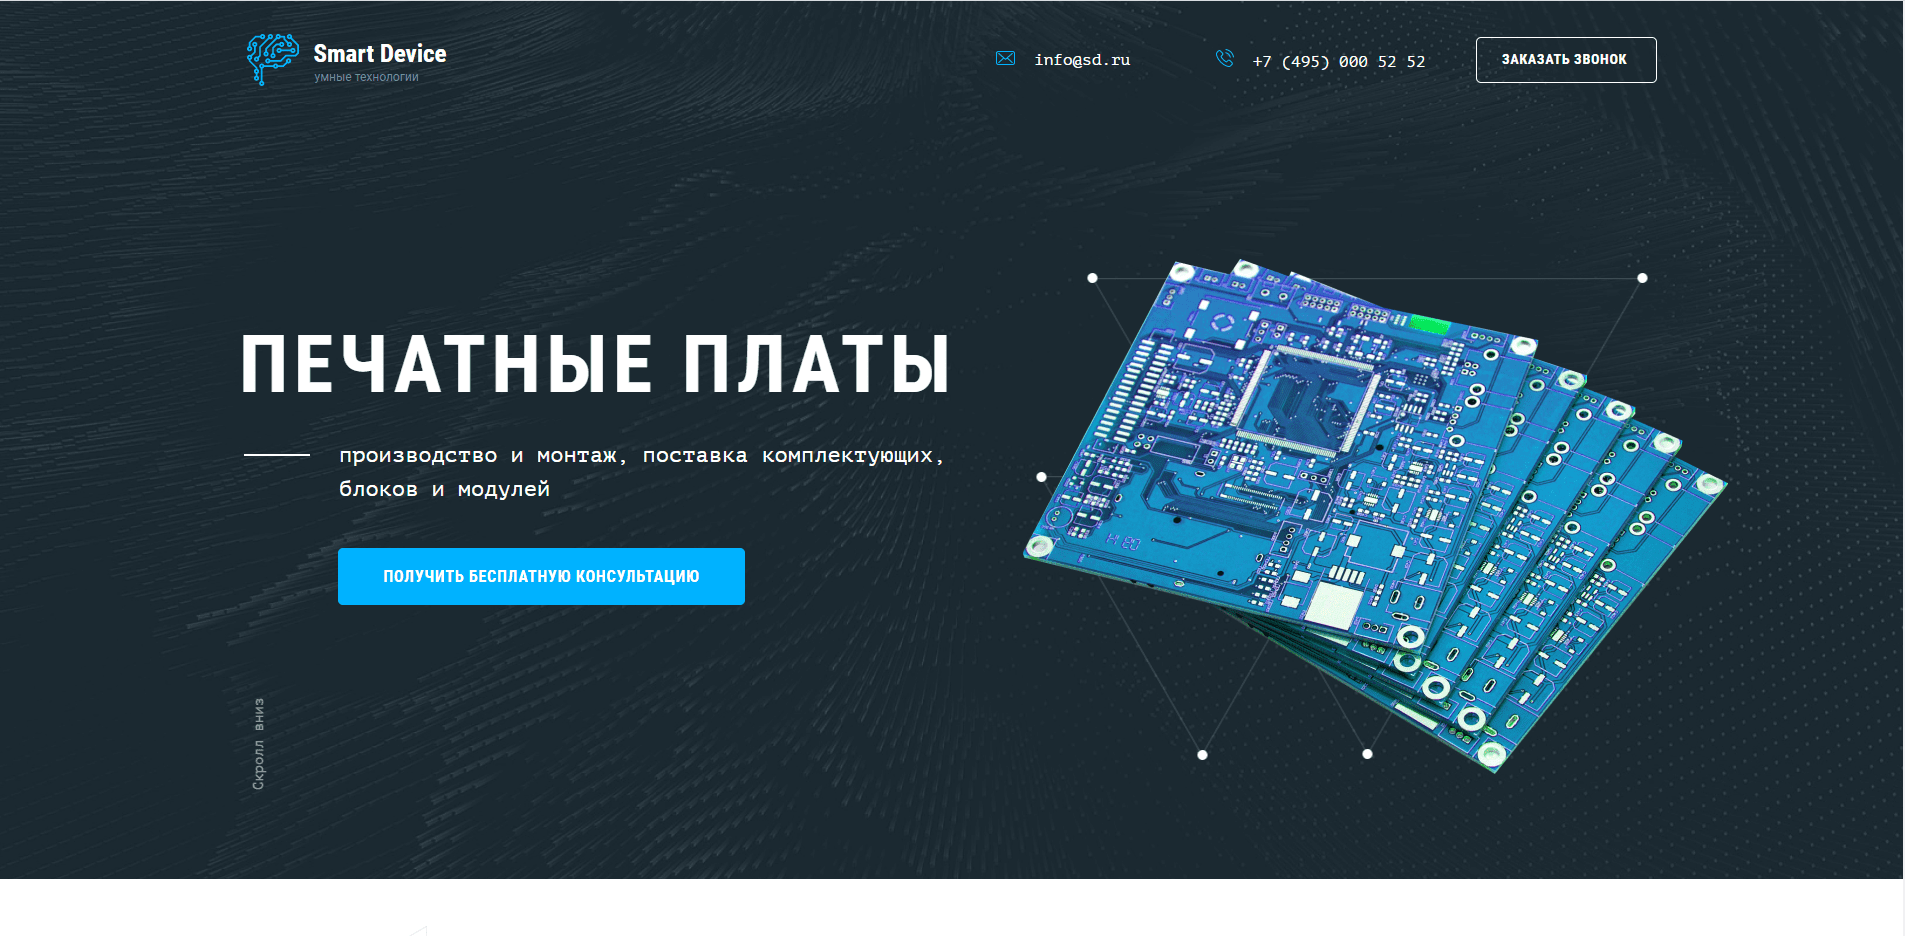 Smart Device
умные технологии
info@sd.ru
+7 (495) 000 52 52
ЗАКАЗАТЬ ЗВОНОК
ПЕЧАТНЫЕ ПЛАТЫ
производство и монтаж, поставка комплектующих,
блоков и модулей
ПОЛУЧИТЬ БЕСПЛАТНУЮ КОНСУЛЬТАЦИЮ
Скролл вниз